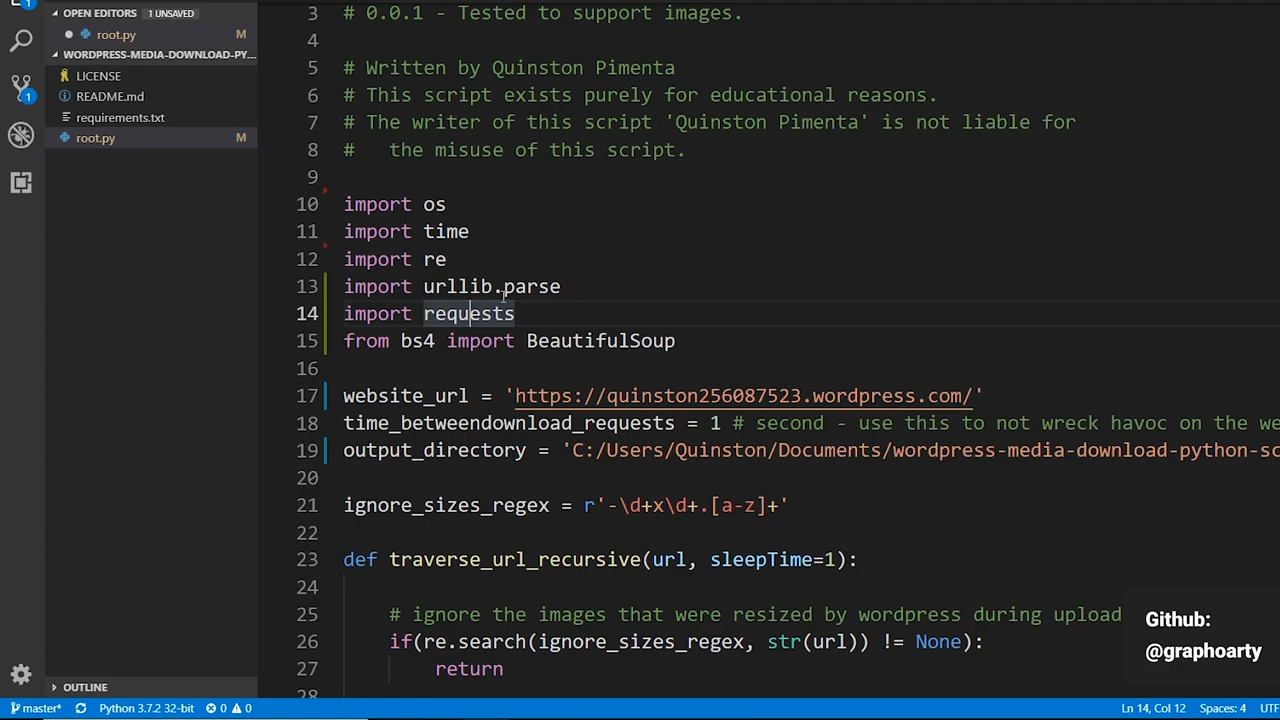 OPEN EDITORS 1 UNSAVED
root.py M
WORDPRESS-MEDIA-DOWNLOAD-PY...
LICENSE
README.md
requirements.txt
root.py M
OUTLINE
3 # 0.0.1 - Tested to support images.
4
5 # Written by Quinston Pimenta
6 # This script exists purely for educational reasons.
7 # The writer of this script 'Quinston Pimenta' is not liable for
8 #   the misuse of this script.
9
10 import os
11 import time
12 import re
13 import urllib.parse
14 import requests
15 from bs4 import BeautifulSoup
16
17 website_url = 'https://quinston256087523.wordpress.com/'
18 time_betweendownload_requests = 1 # second - use this to not wreck havoc on the we
19 output_directory = 'C:/Users/Quinston/Documents/wordpress-media-download-python-sc
20
21 ignore_sizes_regex = r'-\d+x\d+.[a-z]+'
22
23 def traverse_url_recursive(url, sleepTime=1):
24
25     # ignore the images that were resized by wordpress during upload
26     if(re.search(ignore_sizes_regex, str(url)) != None):
27         return
28
Github:
@graphoarty
master* Python 3.7.2 32-bit 0 0 Ln 14, Col 12 Spaces: 4 UTF
1
1